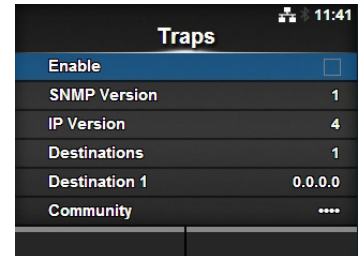 11:41
Traps
Enable
SNMP Version 1
IP Version 4
Destinations 1
Destination 1 0.0.0.0
Community ••••